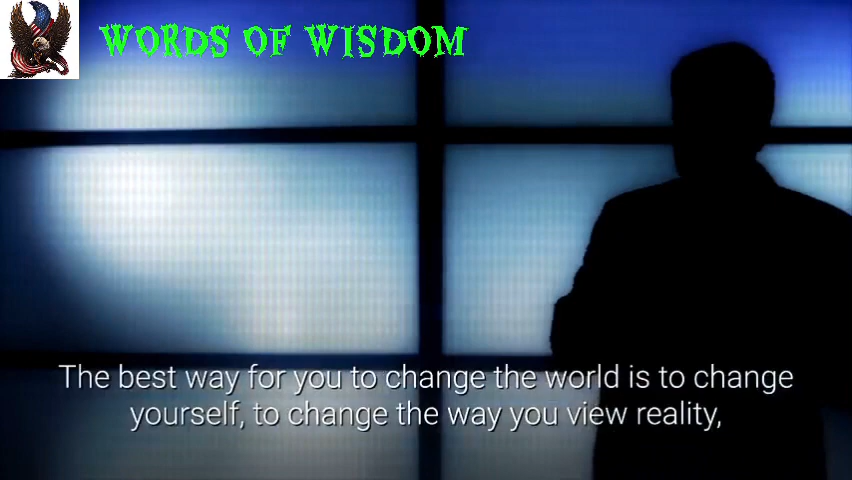 WORDS OF WISDOM
The best way for you to change the world is to change
yourself, to change the way you view reality,